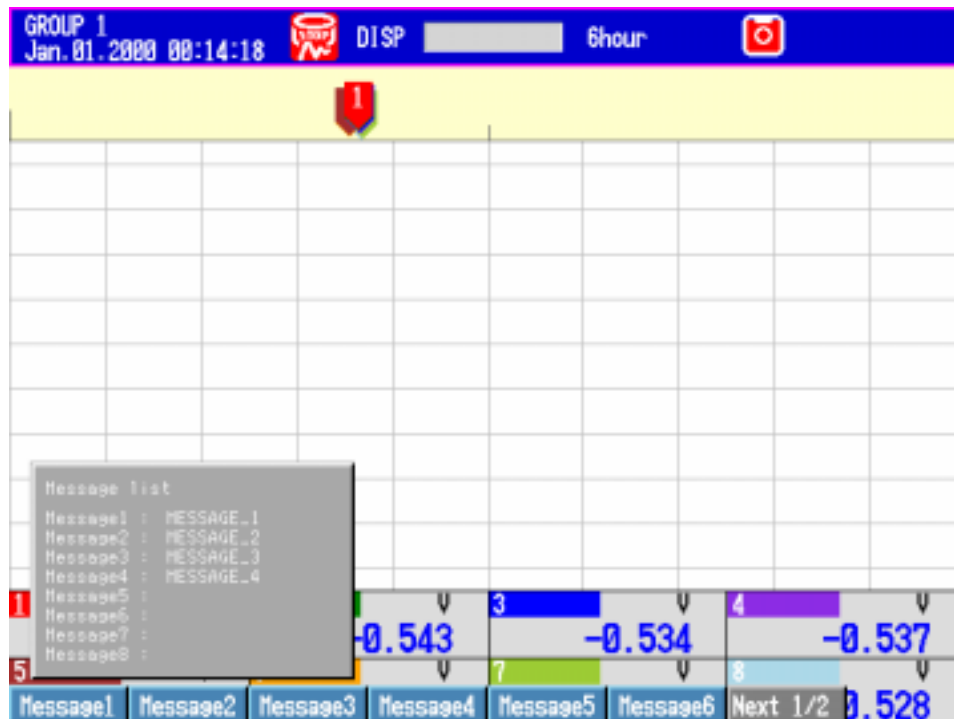 GROUP 1
Jan.01.2000 00:14:18
STOP
DISP
6hour
1
Message list
Message1 : MESSAGE_1
Message2 : MESSAGE_2
Message3 : MESSAGE_3
Message4 : MESSAGE_4
Message5 :
Message6 :
Message7 :
Message8 :
1 V 3 V 4 V
-0.543 -0.534 -0.537
5 V 7 V 8 V
0.528
Message1 Message2 Message3 Message4 Message5 Message6 Next 1/2